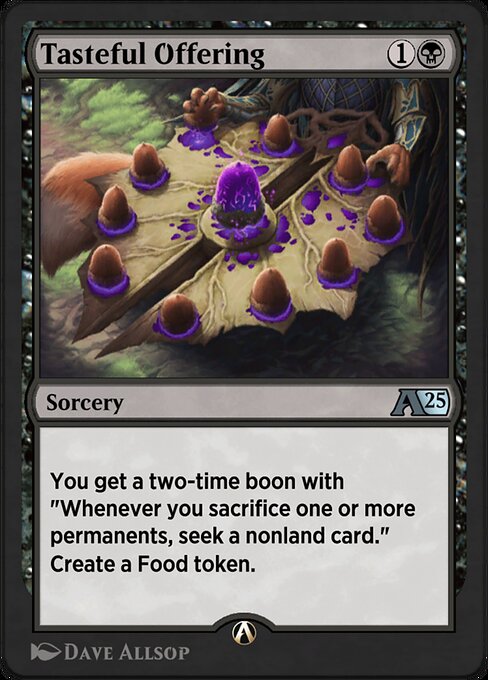 Tasteful Offering 1
Sorcery A25
You get a two-time boon with
"Whenever you sacrifice one or more
permanents, seek a nonland card."
Create a Food token.
A
DAVE ALLSOP